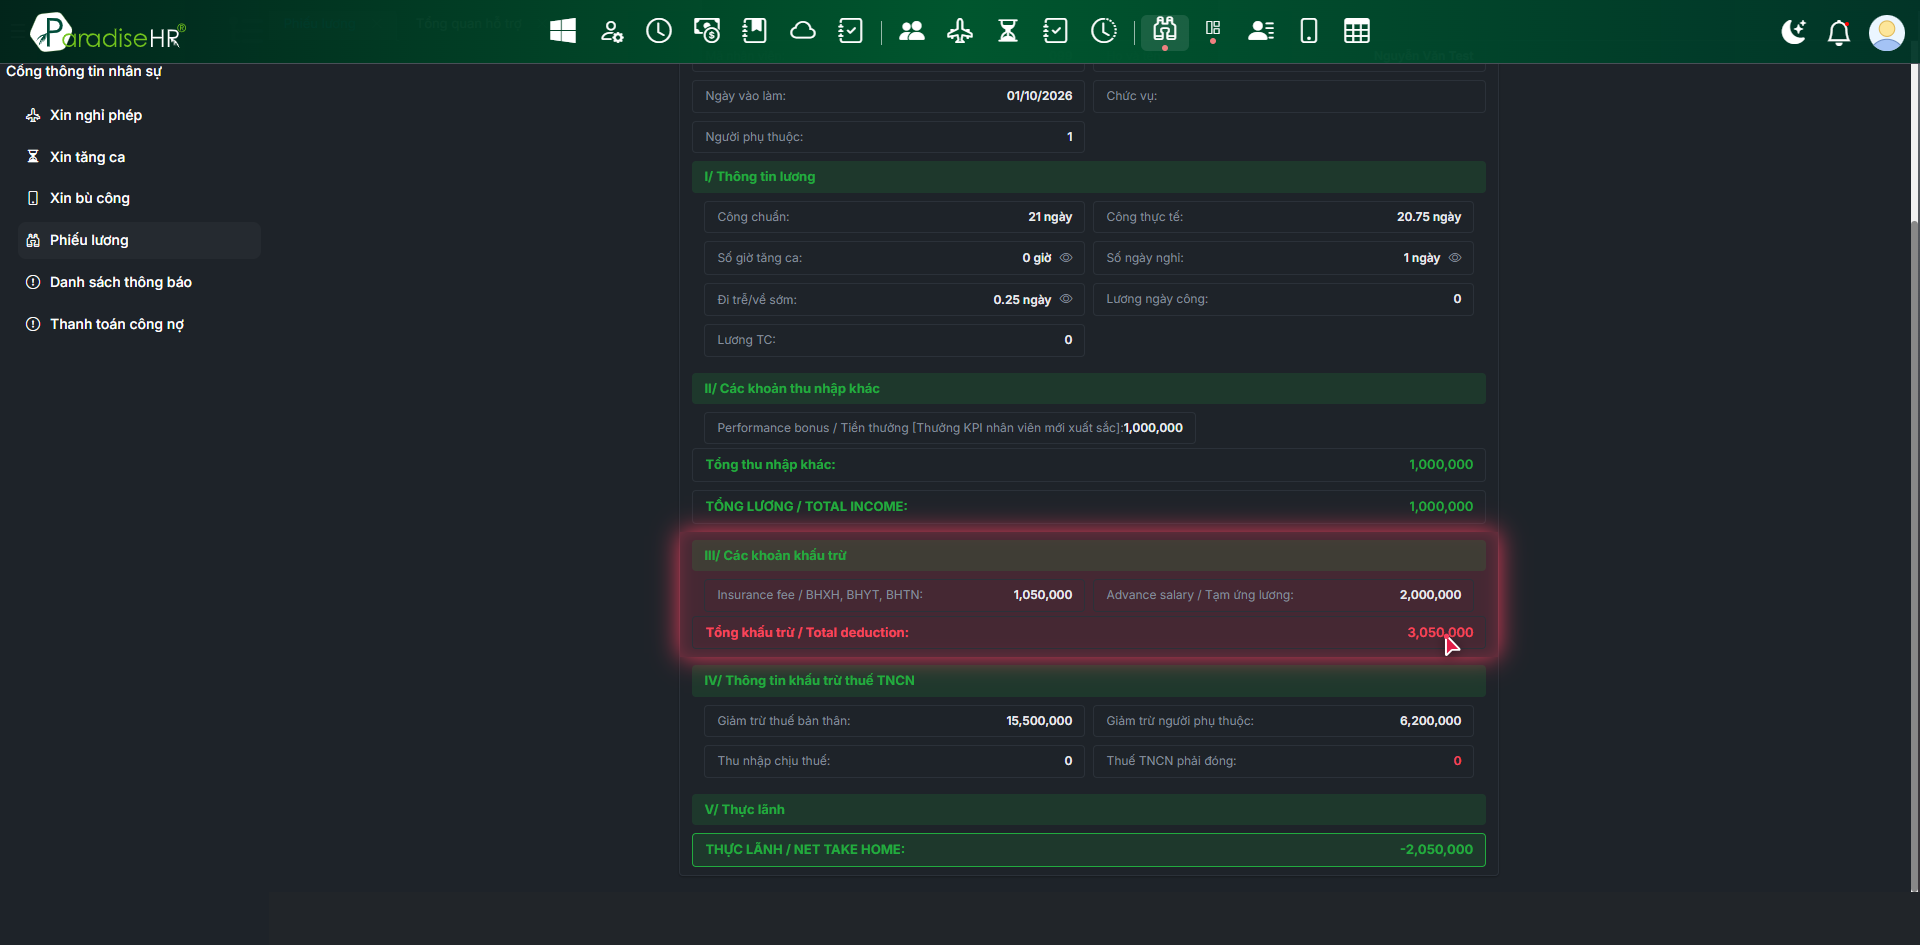 ParadiseHR®
Cổng thông tin nhân sự
Xin nghỉ phép
Xin tăng ca
Xin bù công
Phiếu lương
Danh sách thông báo
Thanh toán công nợ
Ngày vào làm: 01/10/2026 Chức vụ:
Người phụ thuộc: 1
I/ Thông tin lương
Công chuẩn: 21 ngày Công thực tế: 20.75 ngày
Số giờ tăng ca: 0 giờ Số ngày nghỉ: 1 ngày
Đi trễ/về sớm: 0.25 ngày Lương ngày công: 0
Lương TC: 0
II/ Các khoản thu nhập khác
Performance bonus / Tiền thưởng [Thưởng KPI nhân viên mới xuất sắc]:1,000,000
Tổng thu nhập khác: 1,000,000
TỔNG LƯƠNG / TOTAL INCOME: 1,000,000
III/ Các khoản khấu trừ
Insurance fee / BHXH, BHYT, BHTN: 1,050,000 Advance salary / Tạm ứng lương: 2,000,000
Tổng khấu trừ / Total deduction: 3,050,000
IV/ Thông tin khấu trừ thuế TNCN
Giảm trừ thuế bản thân: 15,500,000 Giảm trừ người phụ thuộc: 6,200,000
Thu nhập chịu thuế: 0 Thuế TNCN phải đóng: 0
V/ Thực lãnh
THỰC LÃNH / NET TAKE HOME: -2,050,000